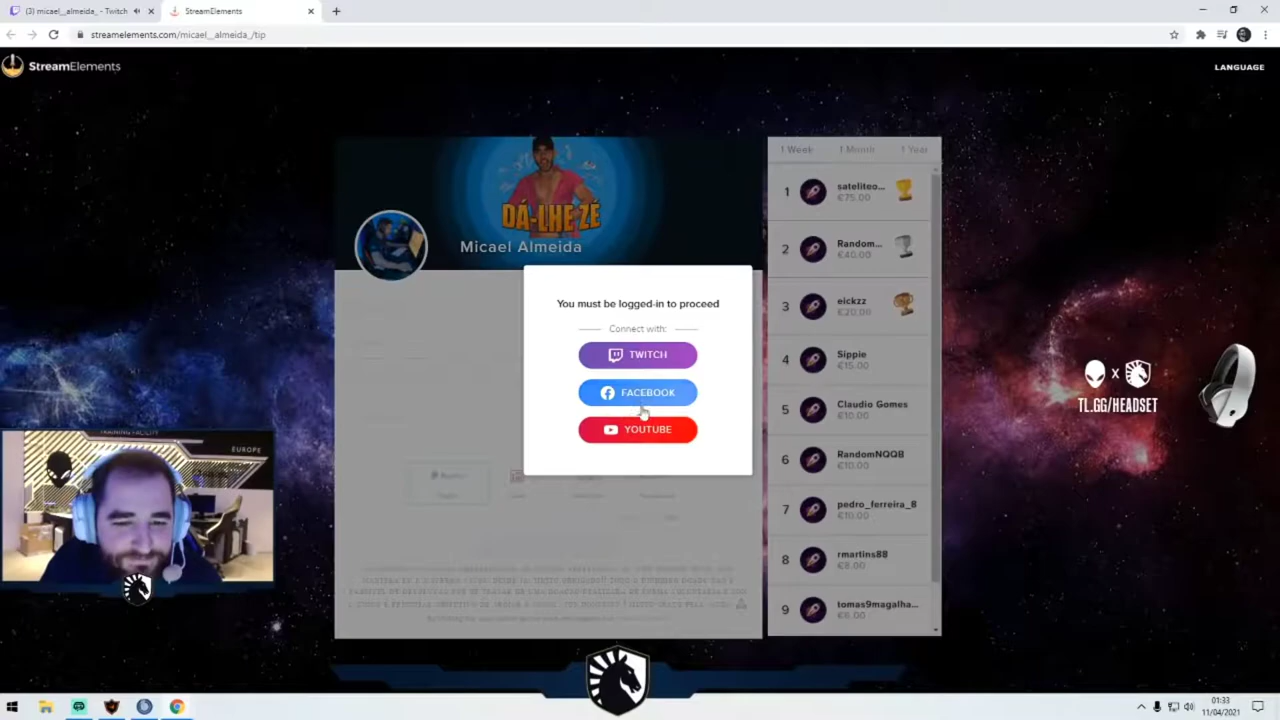 (3) micael__almeida_ - Twitch
StreamElements
streamelements.com/micael__almeida_/tip
StreamElements
LANGUAGE
DÁ-LHE ZÉ
Micael Almeida
1 Week
1 Month
1 Year
1
sateliteo...
€75.00
2
Random...
€40.00
3
eickzz
€20.00
4
Sippie
€15.00
5
Claudio Gomes
€10.00
6
RandomNQQB
€10.00
7
pedro_ferreira_8
€10.00
8
rmartins88
€8.00
9
tomas9magalha...
€6.00
You must be logged-in to proceed
Connect with:
TWITCH
FACEBOOK
YOUTUBE
X
TL.GG/HEADSET
TRAINING FACILITY
EUROPE
01:33
11/04/2021